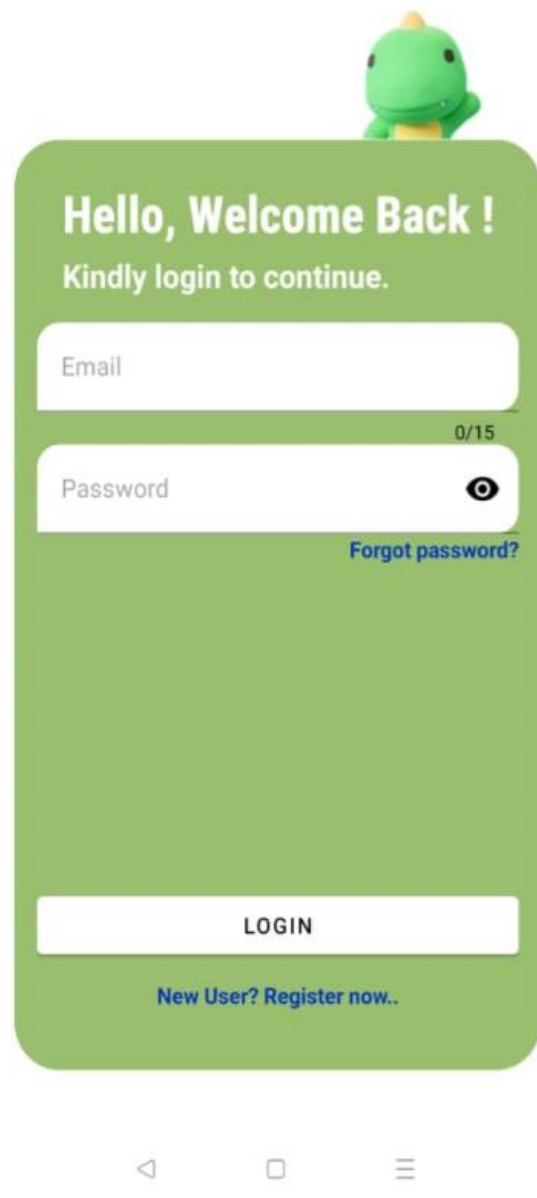 Hello, Welcome Back !
Kindly login to continue.
Email
0/15
Password
Forgot password?
LOGIN
New User? Register now..